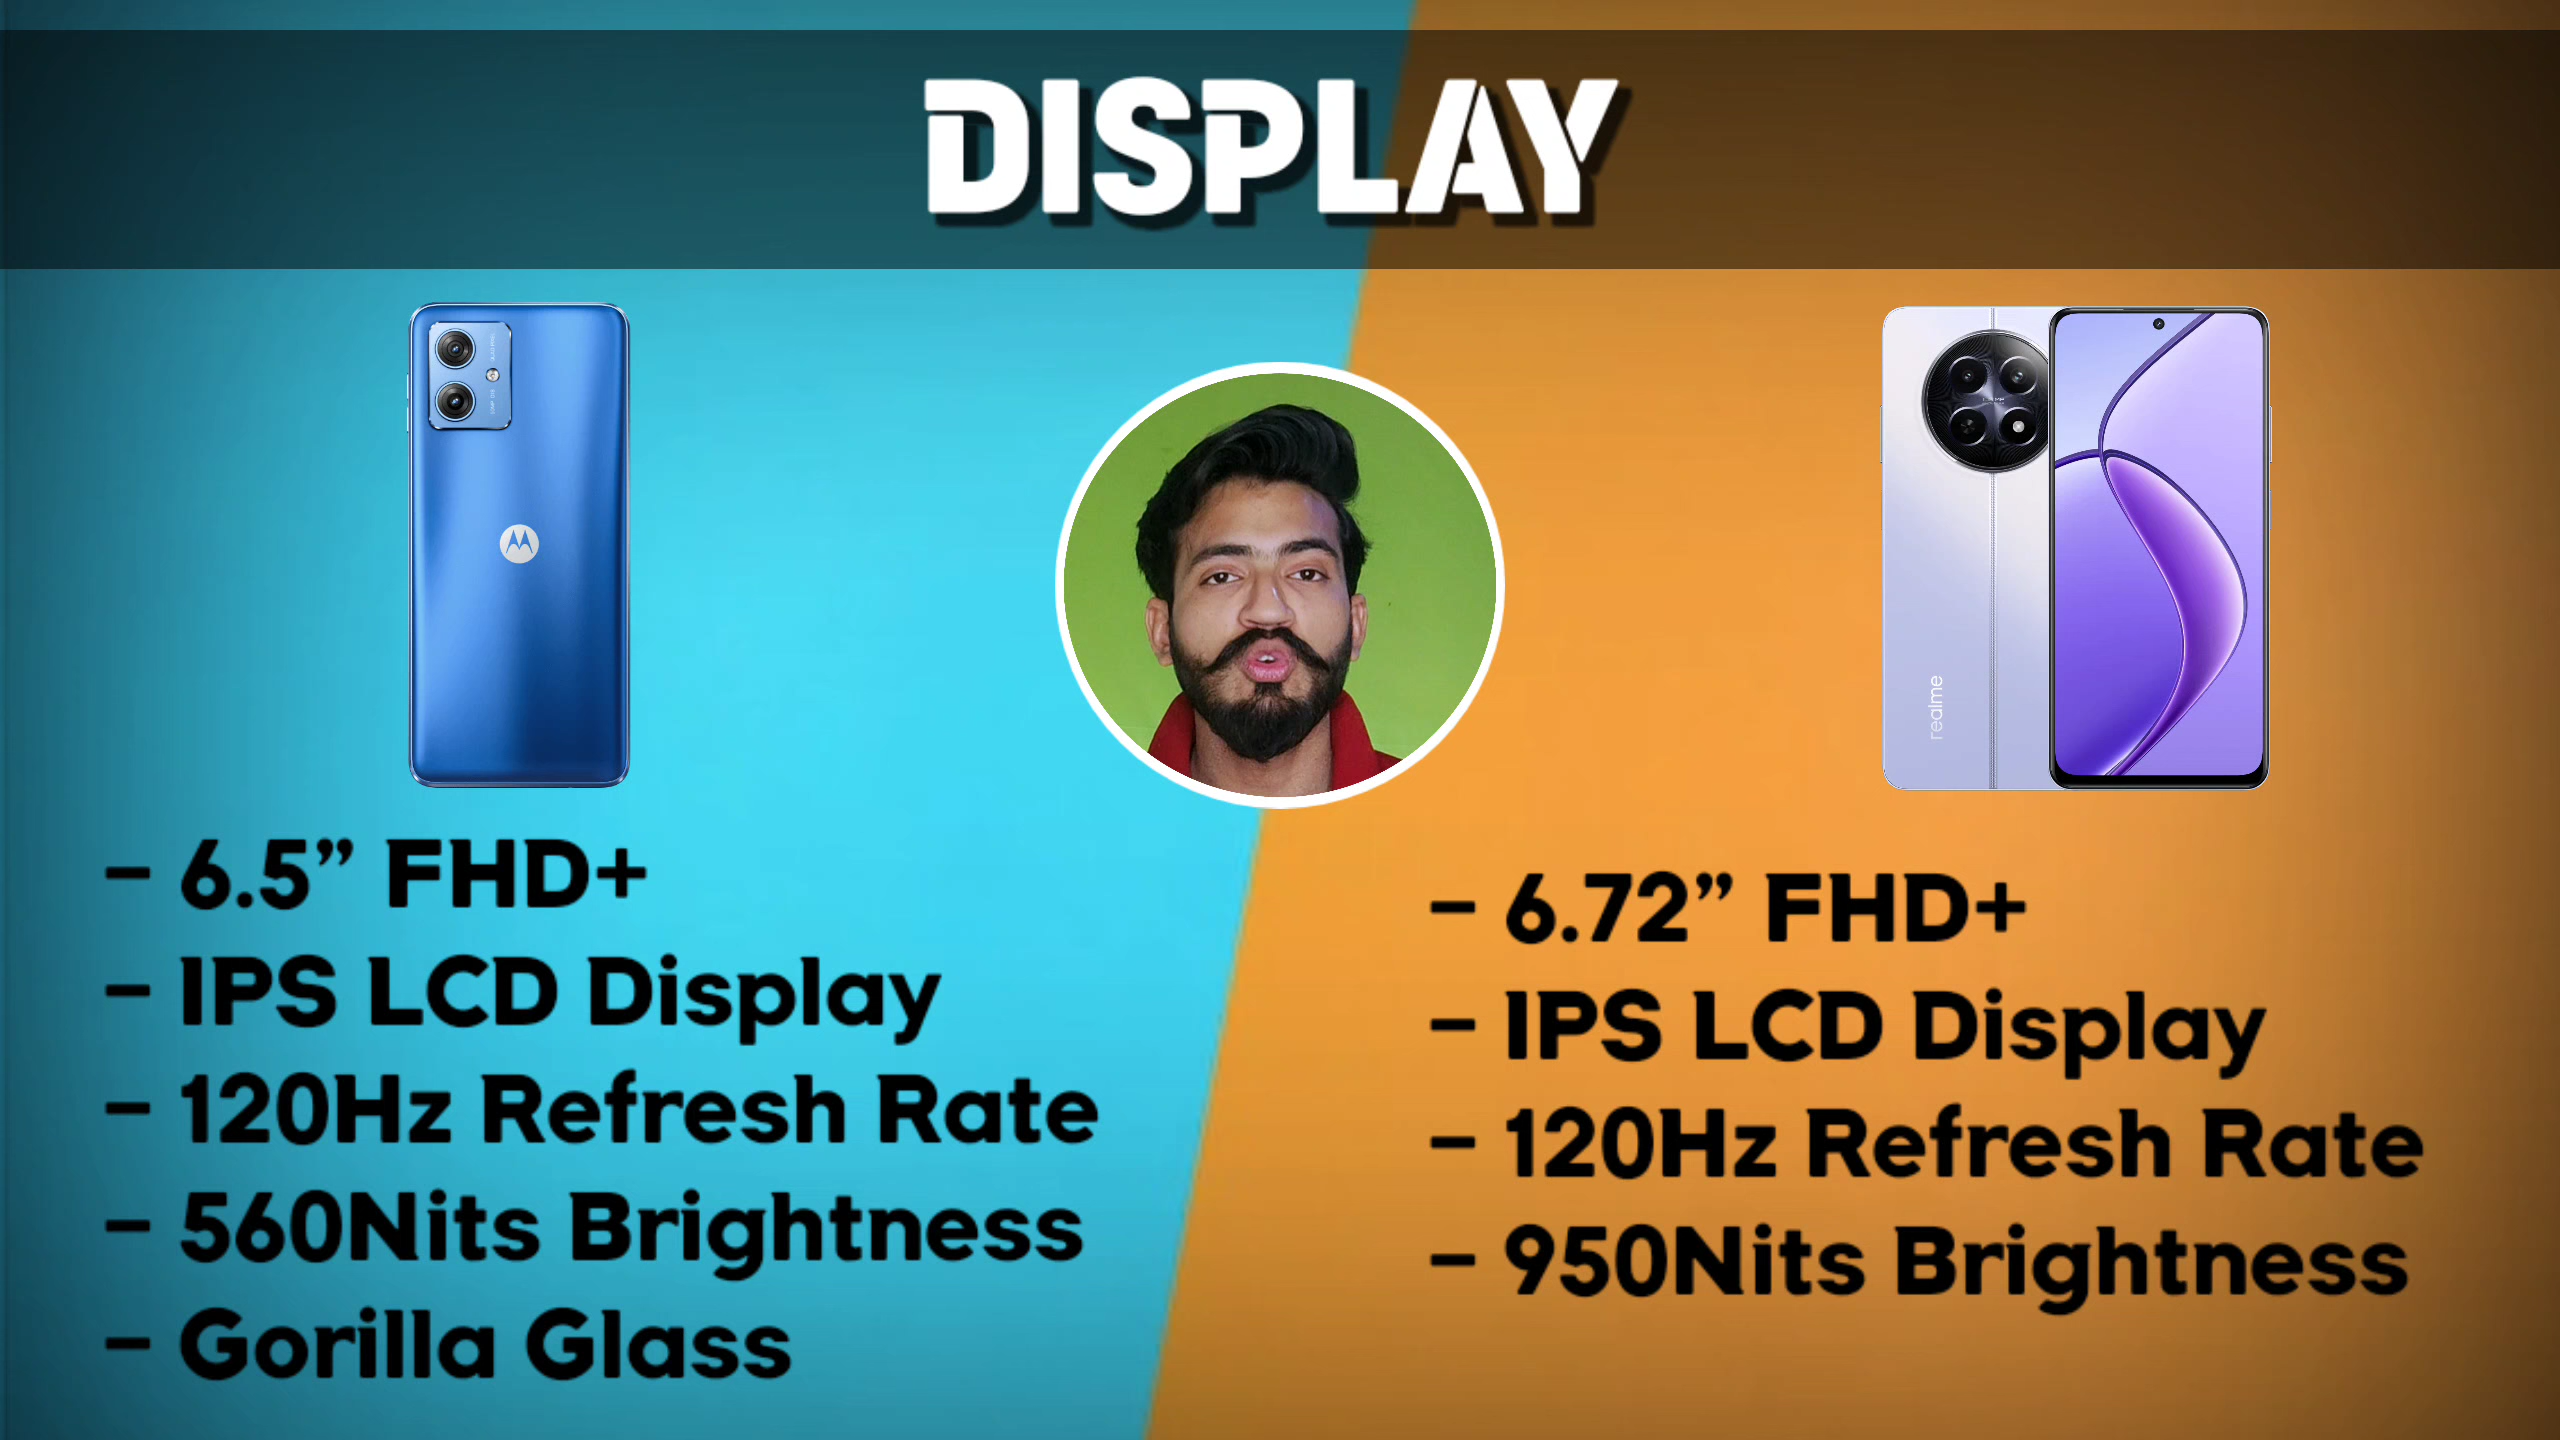 DISPLAY
realme
– 6.5” FHD+
– IPS LCD Display
– 120Hz Refresh Rate
– 560Nits Brightness
– Gorilla Glass
– 6.72” FHD+
– IPS LCD Display
– 120Hz Refresh Rate
– 950Nits Brightness